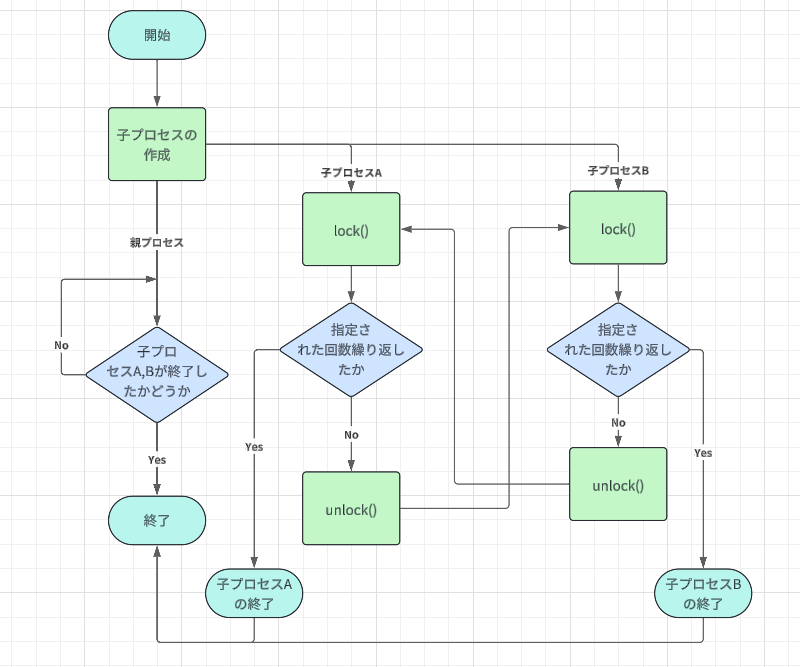 開始
子プロセスの
作成
子プロセスA
子プロセスB
lock()
lock()
親プロセス
指定さ
れた回数繰り返し
たか
指定さ
れた回数繰り返し
たか
No
子プロ
セスA,Bが終了し
たかどうか
No
No
Yes
Yes
Yes
unlock()
unlock()
終了
子プロセスA
の終了
子プロセスB
の終了